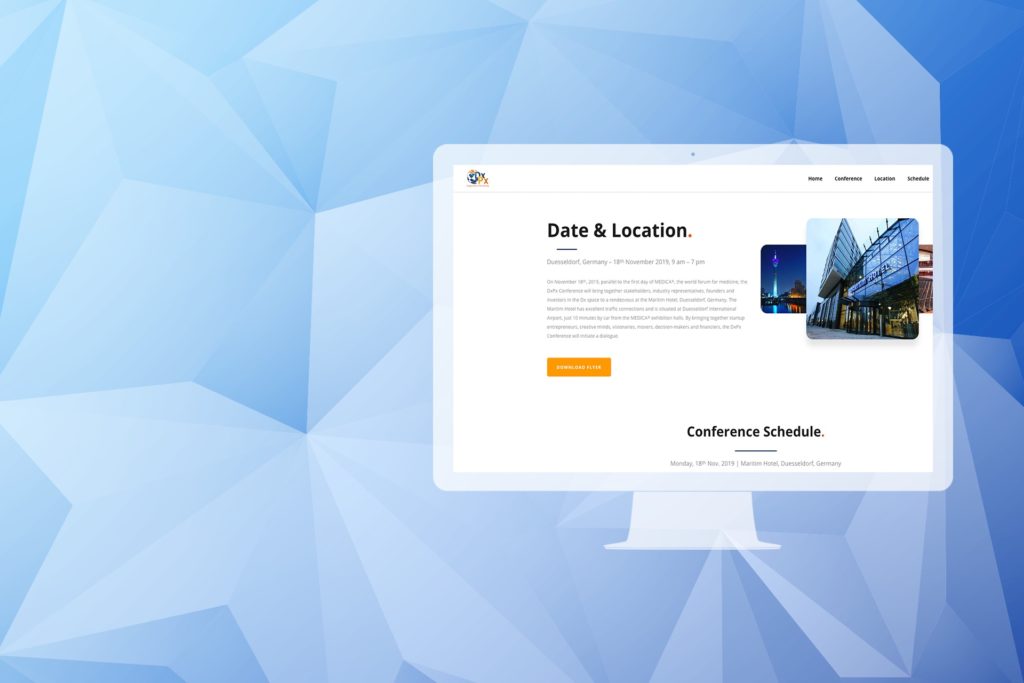 DxPx
Home Conference Location Schedule
Date & Location.
Duesseldorf, Germany – 18th November 2019, 9 am – 7 pm
On November 18th, 2019, parallel to the first day of MEDICA®, the world forum for medicine, the
DxPx Conference will bring together stakeholders, industry representatives, founders and
investors in the Dx space to a rendezvous at the Maritim Hotel, Duesseldorf, Germany. The
Maritim Hotel has excellent traffic connections and is situated at Duesseldorf International
Airport, just 10 minutes by car from the MEDICA® exhibition halls. By bringing together startup
entrepreneurs, creative minds, visionaries, movers, decision-makers and financiers, the DxPx
Conference will initiate a dialogue.
DOWNLOAD FLYER
Conference Schedule.
Monday, 18th Nov. 2019 | Maritim Hotel, Duesseldorf, Germany